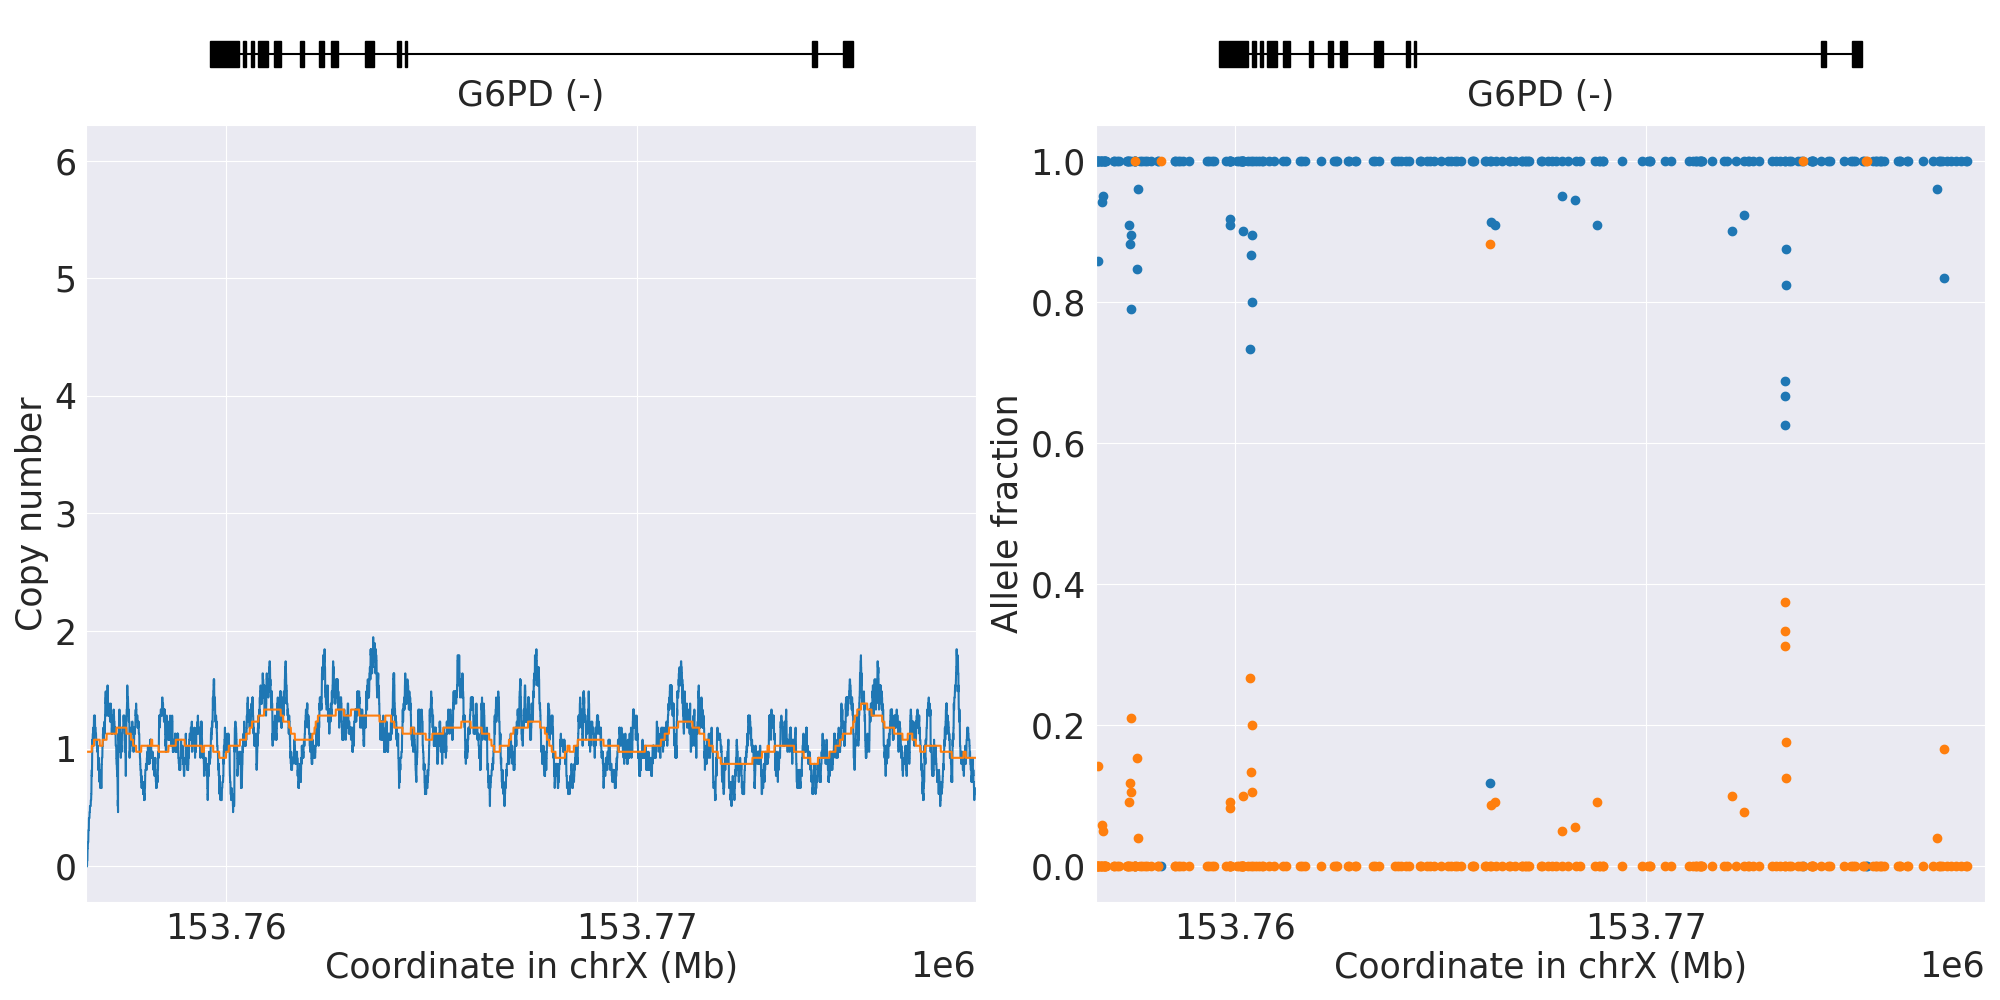 G6PD (-)
6
5
4
3
2
1
0
Copy number
153.76
153.77
Coordinate in chrX (Mb)
1e6
G6PD (-)
1.0
0.8
0.6
0.4
0.2
0.0
Allele fraction
153.76
153.77
Coordinate in chrX (Mb)
1e6